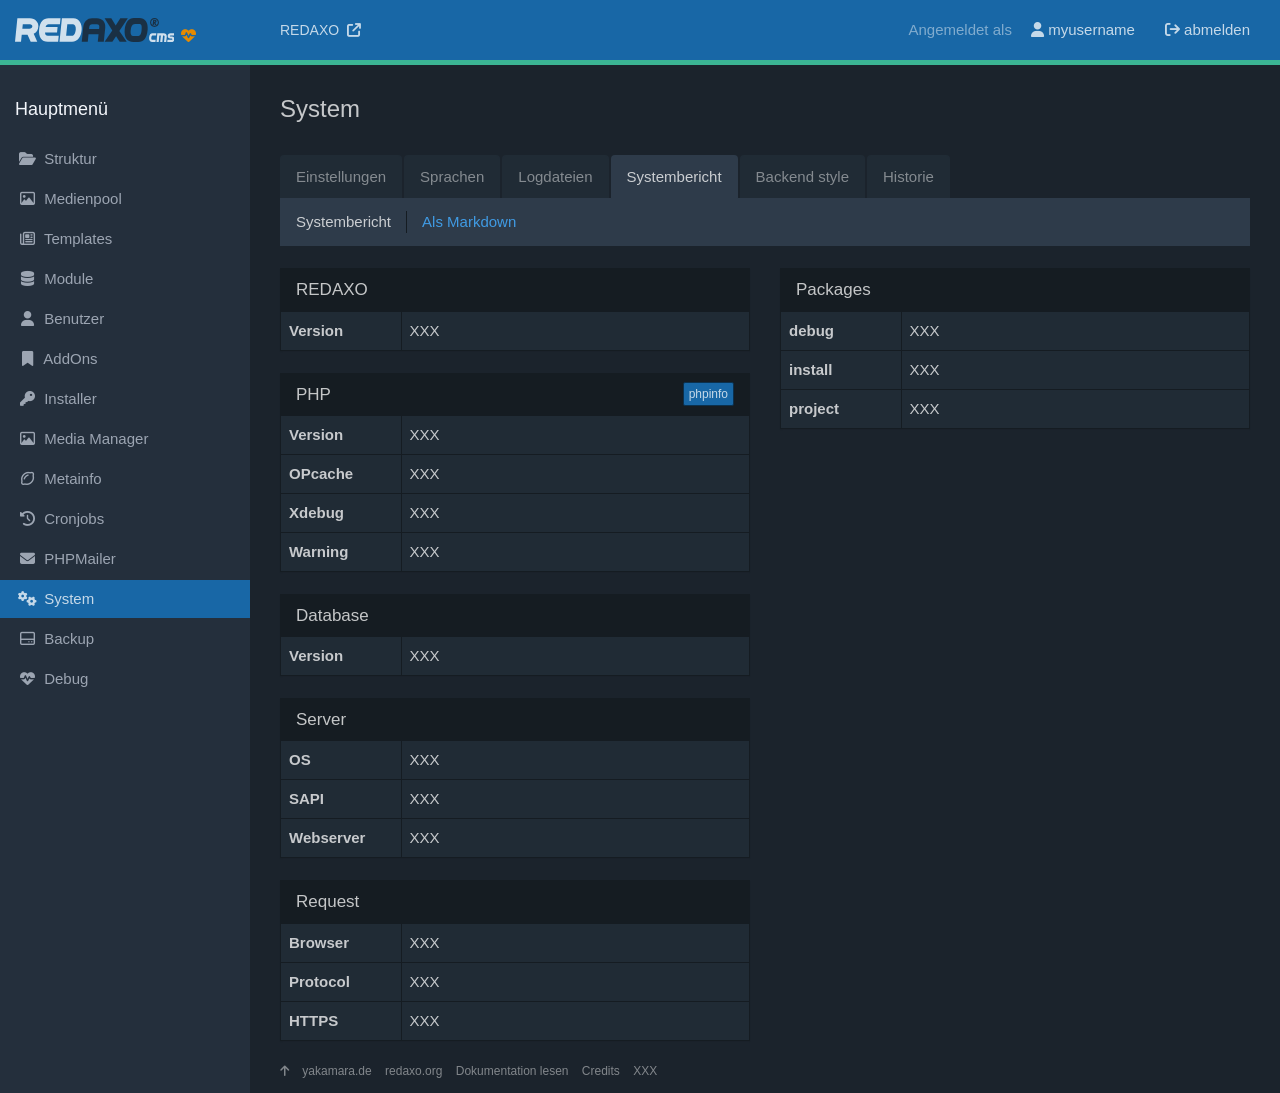 REDAXO® cms
REDAXO
Angemeldet als myusername abmelden
Hauptmenü
Struktur
Medienpool
Templates
Module
Benutzer
AddOns
Installer
Media Manager
Metainfo
Cronjobs
PHPMailer
System
Backup
Debug
System
Einstellungen Sprachen Logdateien Systembericht Backend style Historie
Systembericht Als Markdown
REDAXO
Version XXX
PHP phpinfo
Version XXX
OPcache XXX
Xdebug XXX
Warning XXX
Database
Version XXX
Server
OS XXX
SAPI XXX
Webserver XXX
Request
Browser XXX
Protocol XXX
HTTPS XXX
Packages
debug XXX
install XXX
project XXX
yakamara.de redaxo.org Dokumentation lesen Credits XXX